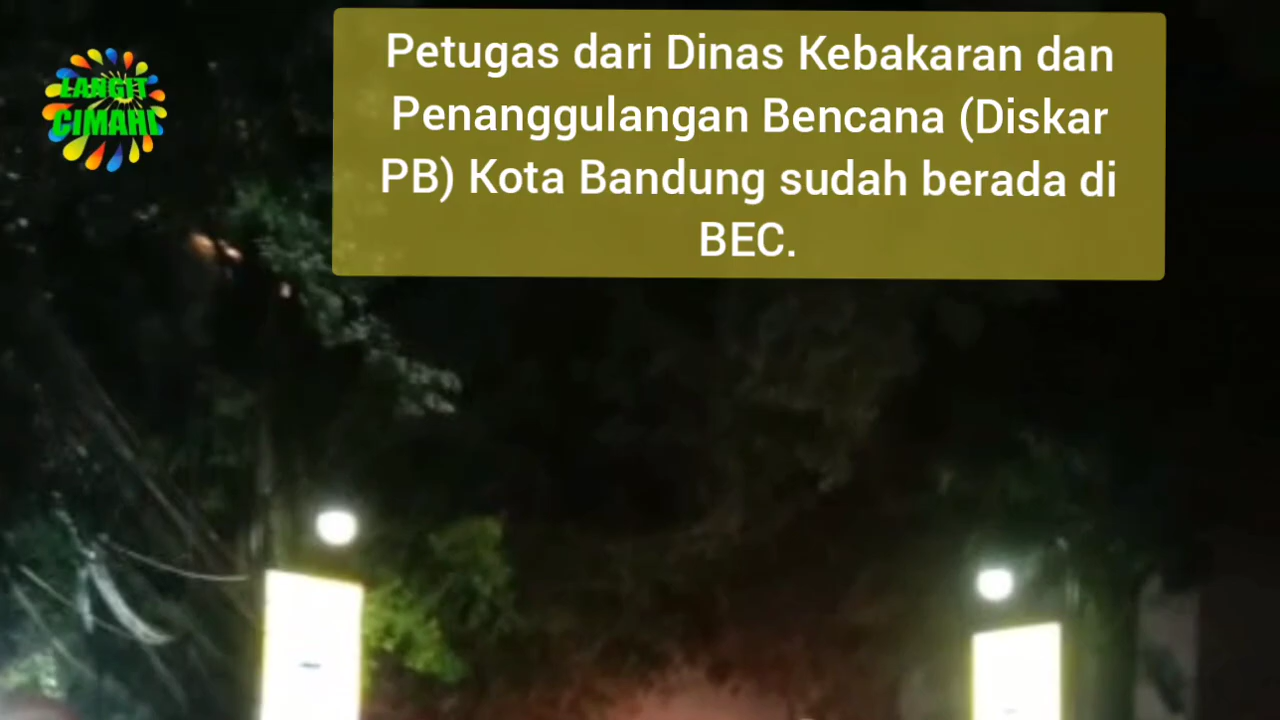 LANGIT
CIMAHI
Petugas dari Dinas Kebakaran dan
Penanggulangan Bencana (Diskar
PB) Kota Bandung sudah berada di
BEC.